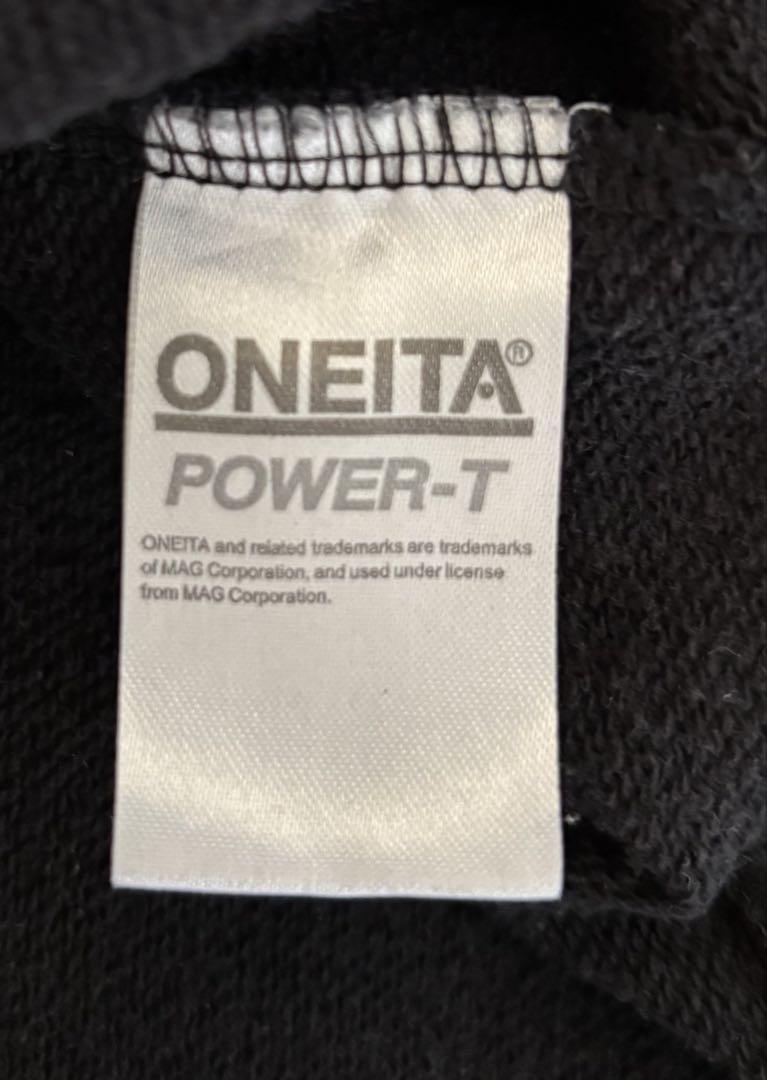 ONEITA®
POWER-T
ONEITA and related trademarks are trademarks
of MAG Corporation, and used under license
from MAG Corporation.